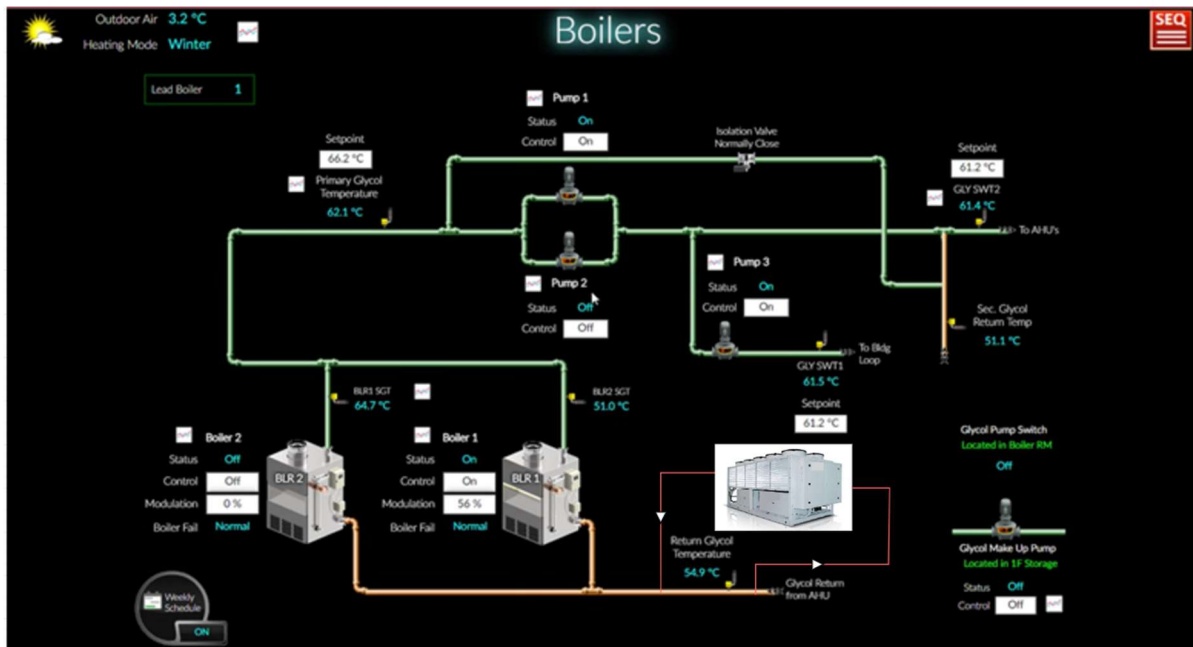 Outdoor Air 3.2 °C
Heating Mode Winter
Boilers
SEQ
Lead Boiler 1
Pump 1
Status On
Control On
Isolation Valve
Normally Close
Setpoint
66.2 °C
Primary Glycol
Temperature
62.1 °C
Setpoint
61.2 °C
GLY SWT2
61.4 °C
To AHU's
Pump 2
Status Off
Control Off
Pump 3
Status On
Control On
Sec. Glycol
Return Temp
51.1 °C
To Bldg
Loop
GLY SWT1
61.5 °C
Setpoint
61.2 °C
BLR1 SGT
64.7 °C
BLR2 SGT
51.0 °C
Boiler 2
Status Off
Control Off
Modulation 0 %
Boiler Fail Normal
BLR 2
Boiler 1
Status On
Control On
Modulation 56 %
Boiler Fail Normal
BLR 1
Glycol Pump Switch
Located in Boiler RM
Off
Return Glycol
Temperature
54.9 °C
Glycol Return
from AHU
Glycol Make Up Pump
Located in 1F Storage
Status Off
Control Off
Weekly
Schedule
ON